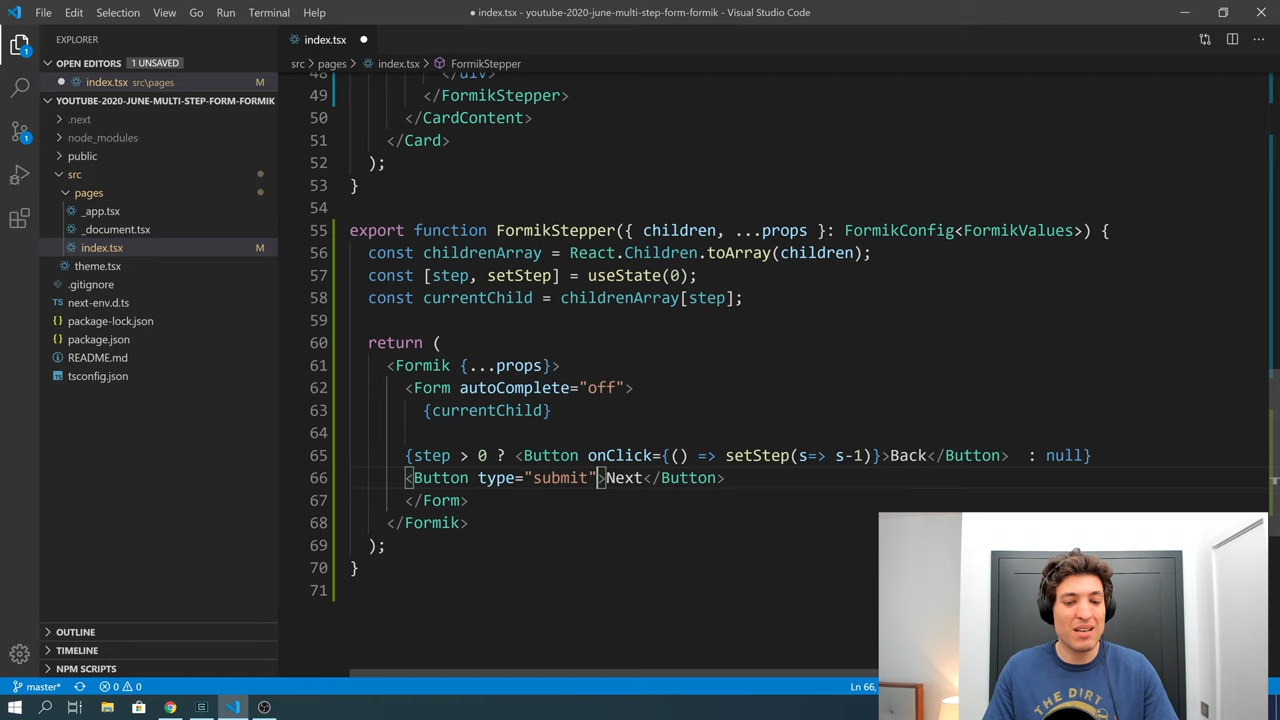 File Edit Selection View Go Run Terminal Help
● index.tsx - youtube-2020-june-multi-step-form-formik - Visual Studio Code
EXPLORER
index.tsx ●
OPEN EDITORS 1 UNSAVED
● index.tsx src\pages M
YOUTUBE-2020-JUNE-MULTI-STEP-FORM-FORMIK
.next
node_modules
public
src
pages
_app.tsx
_document.tsx
index.tsx M
theme.tsx
.gitignore
next-env.d.ts
package-lock.json
package.json
README.md
tsconfig.json
OUTLINE
TIMELINE
NPM SCRIPTS
1
1
src > pages > index.tsx > FormikStepper
48 </div>
49 </FormikStepper>
50 </CardContent>
51 </Card>
52 );
53 }
54
55 export function FormikStepper({ children, ...props }: FormikConfig<FormikValues>) {
56 const childrenArray = React.Children.toArray(children);
57 const [step, setStep] = useState(0);
58 const currentChild = childrenArray[step];
59
60 return (
61 <Formik {...props}>
62 <Form autoComplete="off">
63 {currentChild}
64
65 {step > 0 ? <Button onClick={() => setStep(s=> s-1)}>Back</Button> : null}
66 <Button type="submit">Next</Button>
67 </Form>
68 </Formik>
69 );
70 }
71
THE DIRT
master* 0 0
Ln 66,